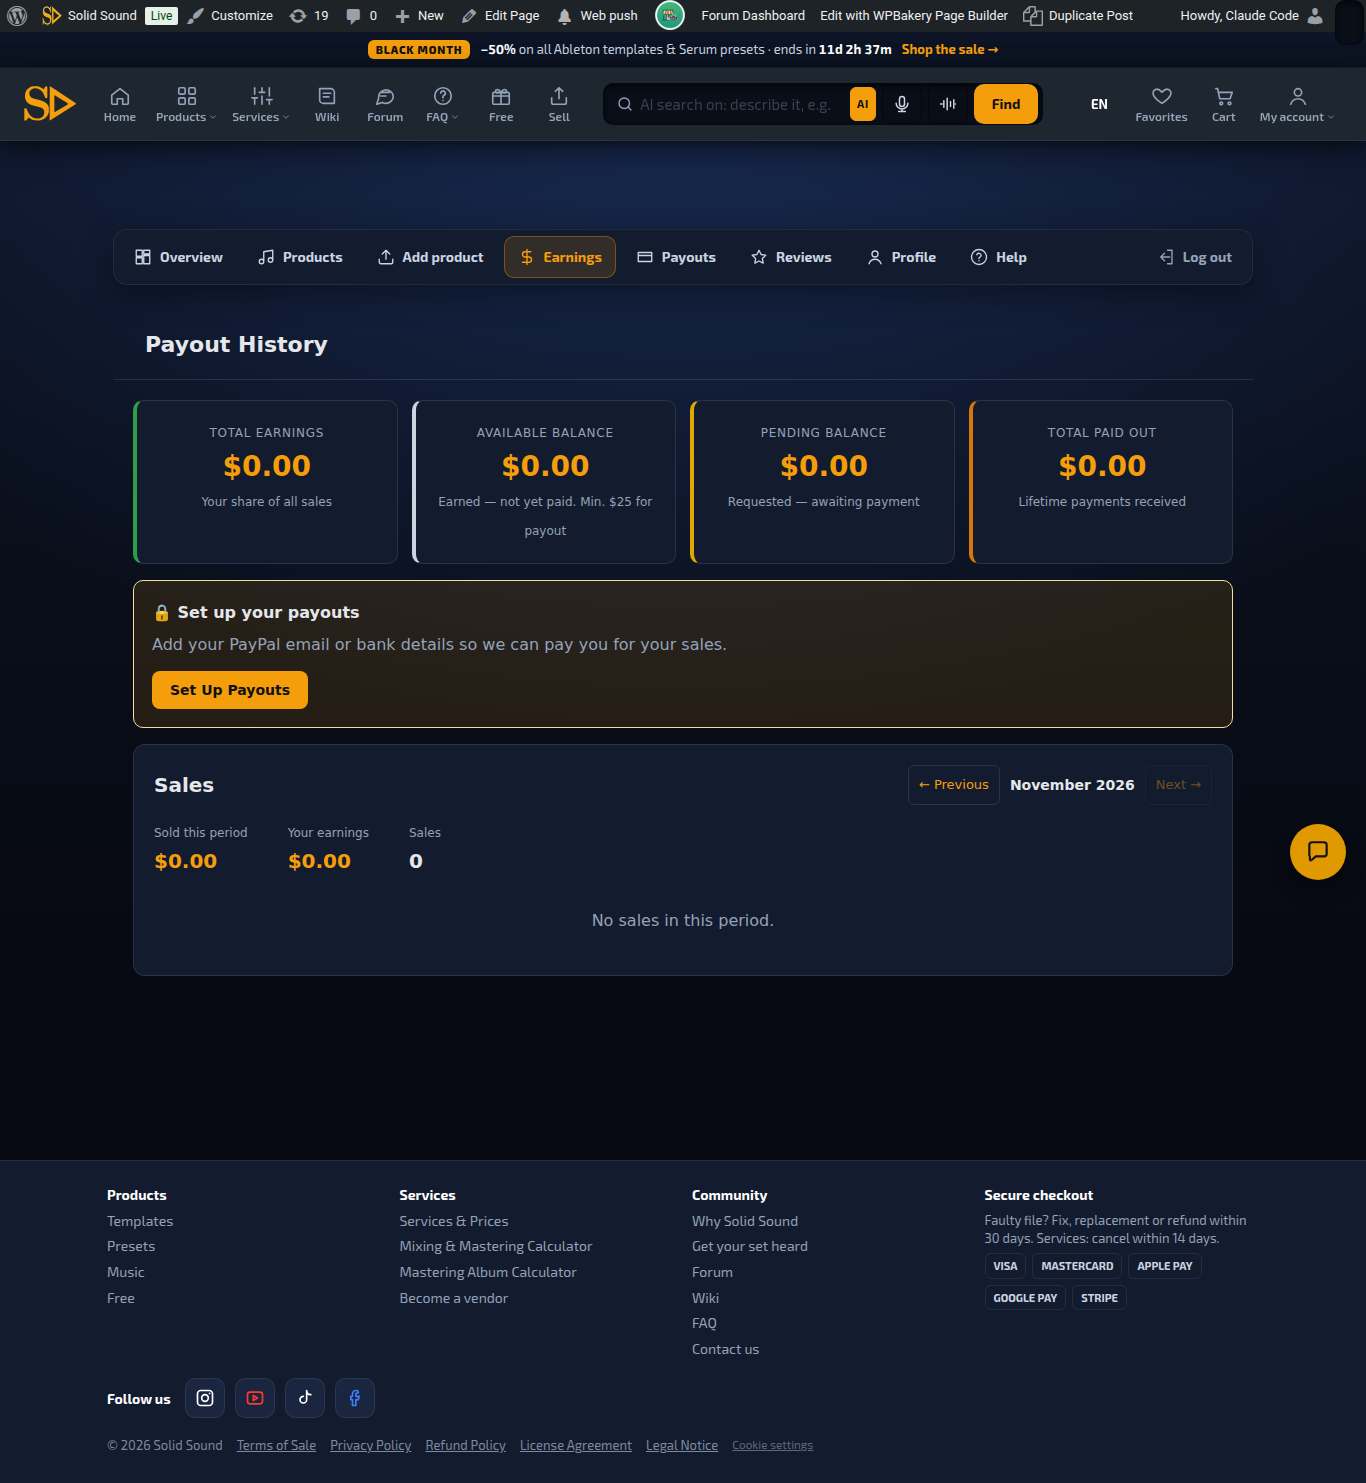 Solid Sound Live Customize 19 0 New Edit Page Web push Forum Dashboard Edit with WPBakery Page Builder Duplicate Post Howdy, Claude Code
BLACK MONTH –50% on all Ableton templates & Serum presets · ends in 11d 2h 37m Shop the sale →
Home Products Services Wiki Forum FAQ Free Sell
AI search on: describe it, e.g. AI Find
EN Favorites Cart My account
Overview Products Add product Earnings Payouts Reviews Profile Help Log out
Payout History
TOTAL EARNINGS
$0.00
Your share of all sales
AVAILABLE BALANCE
$0.00
Earned — not yet paid. Min. $25 for
payout
PENDING BALANCE
$0.00
Requested — awaiting payment
TOTAL PAID OUT
$0.00
Lifetime payments received
Set up your payouts
Add your PayPal email or bank details so we can pay you for your sales.
Set Up Payouts
Sales
← Previous November 2026 Next →
Sold this period
$0.00
Your earnings
$0.00
Sales
0
No sales in this period.
Products
Templates
Presets
Music
Free
Services
Services & Prices
Mixing & Mastering Calculator
Mastering Album Calculator
Become a vendor
Community
Why Solid Sound
Get your set heard
Forum
Wiki
FAQ
Contact us
Secure checkout
Faulty file? Fix, replacement or refund within
30 days. Services: cancel within 14 days.
VISA MASTERCARD APPLE PAY
GOOGLE PAY STRIPE
Follow us
© 2026 Solid Sound Terms of Sale Privacy Policy Refund Policy License Agreement Legal Notice Cookie settings